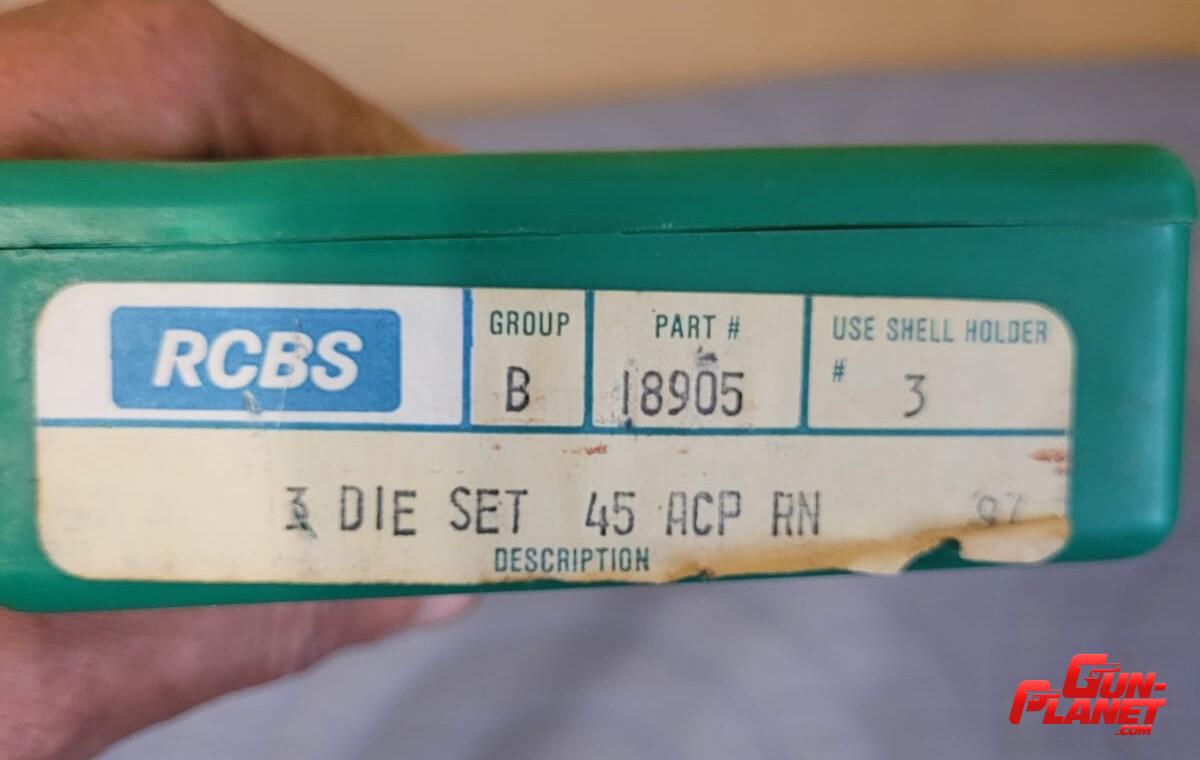 RCBS
GROUP
B
PART #
18905
USE SHELL HOLDER
# 3
3 DIE SET 45 ACP RN
DESCRIPTION
GUN-
PLANET
.COM